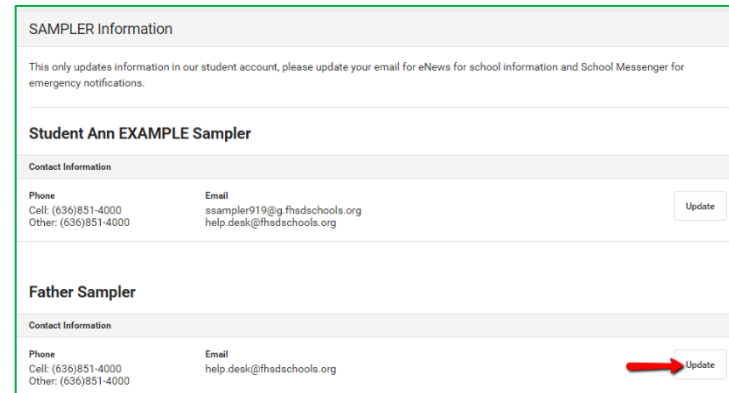 SAMPLER Information
This only updates information in our student account, please update your email for eNews for school information and School Messenger for
emergency notifications.
Student Ann EXAMPLE Sampler
Contact Information
Phone Email
Cell: (636)851-4000 ssampler919@g.fhsdschools.org
Other: (636)851-4000 help.desk@fhsdschools.org
Update
Father Sampler
Contact Information
Phone Email
Cell: (636)851-4000 help.desk@fhsdschools.org
Other: (636)851-4000
Update